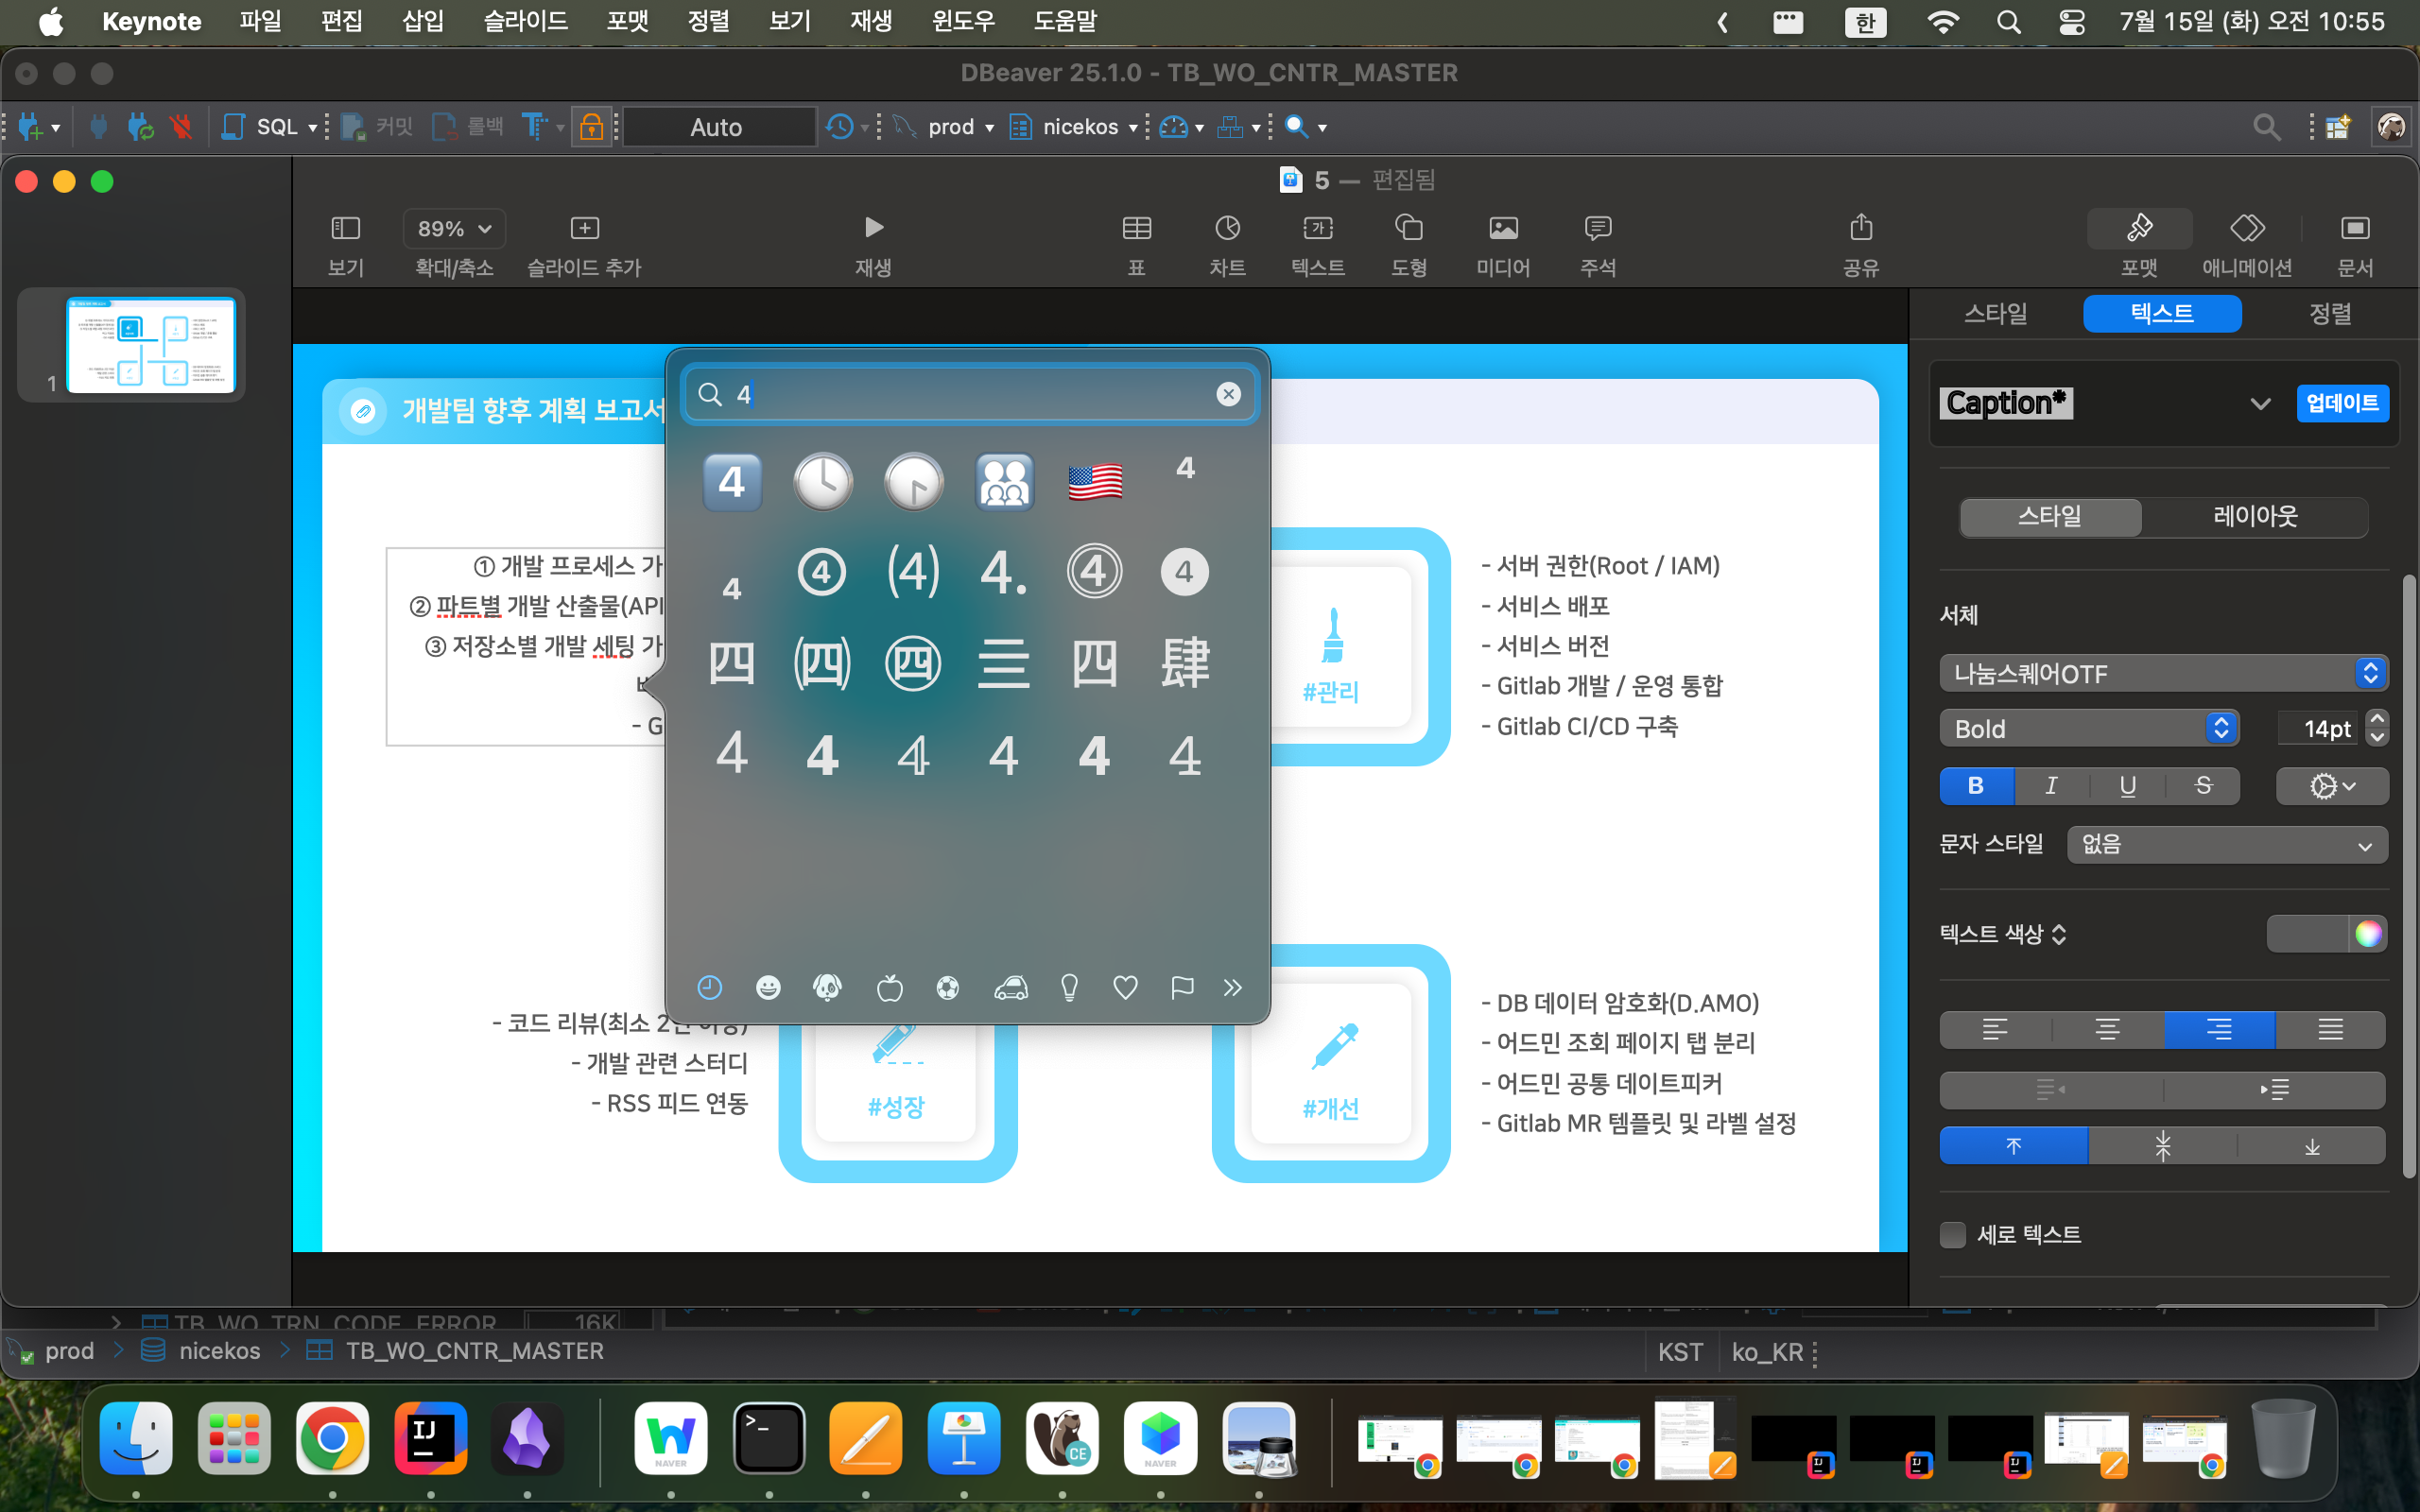 Keynote 파일 편집 삽입 슬라이드 포맷 정렬 보기 재생 윈도우 도움말
한 7월 15일 (화) 오전 10:55
DBeaver 25.1.0 - TB_WO_CNTR_MASTER
SQL 커밋 롤백 Auto prod nicekos
5 — 편집됨
89%
보기 확대/축소 슬라이드 추가 재생 표 차트 텍스트 도형 미디어 주석 공유 포맷 애니메이션 문서
1
스타일 텍스트 정렬
Caption* 업데이트
스타일 레이아웃
서체
나눔스퀘어OTF
Bold 14pt
B I U S
문자 스타일 없음
텍스트 색상
세로 텍스트
개발팀 향후 계획 보고서
① 개발 프로세스 가
② 파트별 개발 산출물(API
③ 저장소별 개발 세팅 가
- G
4
4 4
4 ④ (4) 4. ④ ❹
四 ㈣ ㊃ 亖 四 肆
4 4 4 4 4 4
#관리
- 서버 권한(Root / IAM)
- 서비스 배포
- 서비스 버전
- Gitlab 개발 / 운영 통합
- Gitlab CI/CD 구축
- 코드 리뷰(최소 2인 이상)
- 개발 관련 스터디
- RSS 피드 연동
#성장
#개선
- DB 데이터 암호화(D.AMO)
- 어드민 조회 페이지 탭 분리
- 어드민 공통 데이트피커
- Gitlab MR 템플릿 및 라벨 설정
TB_WO_TRN_CODE_ERROR 16K
prod nicekos TB_WO_CNTR_MASTER KST ko_KR
IJ NAVER CE NAVER